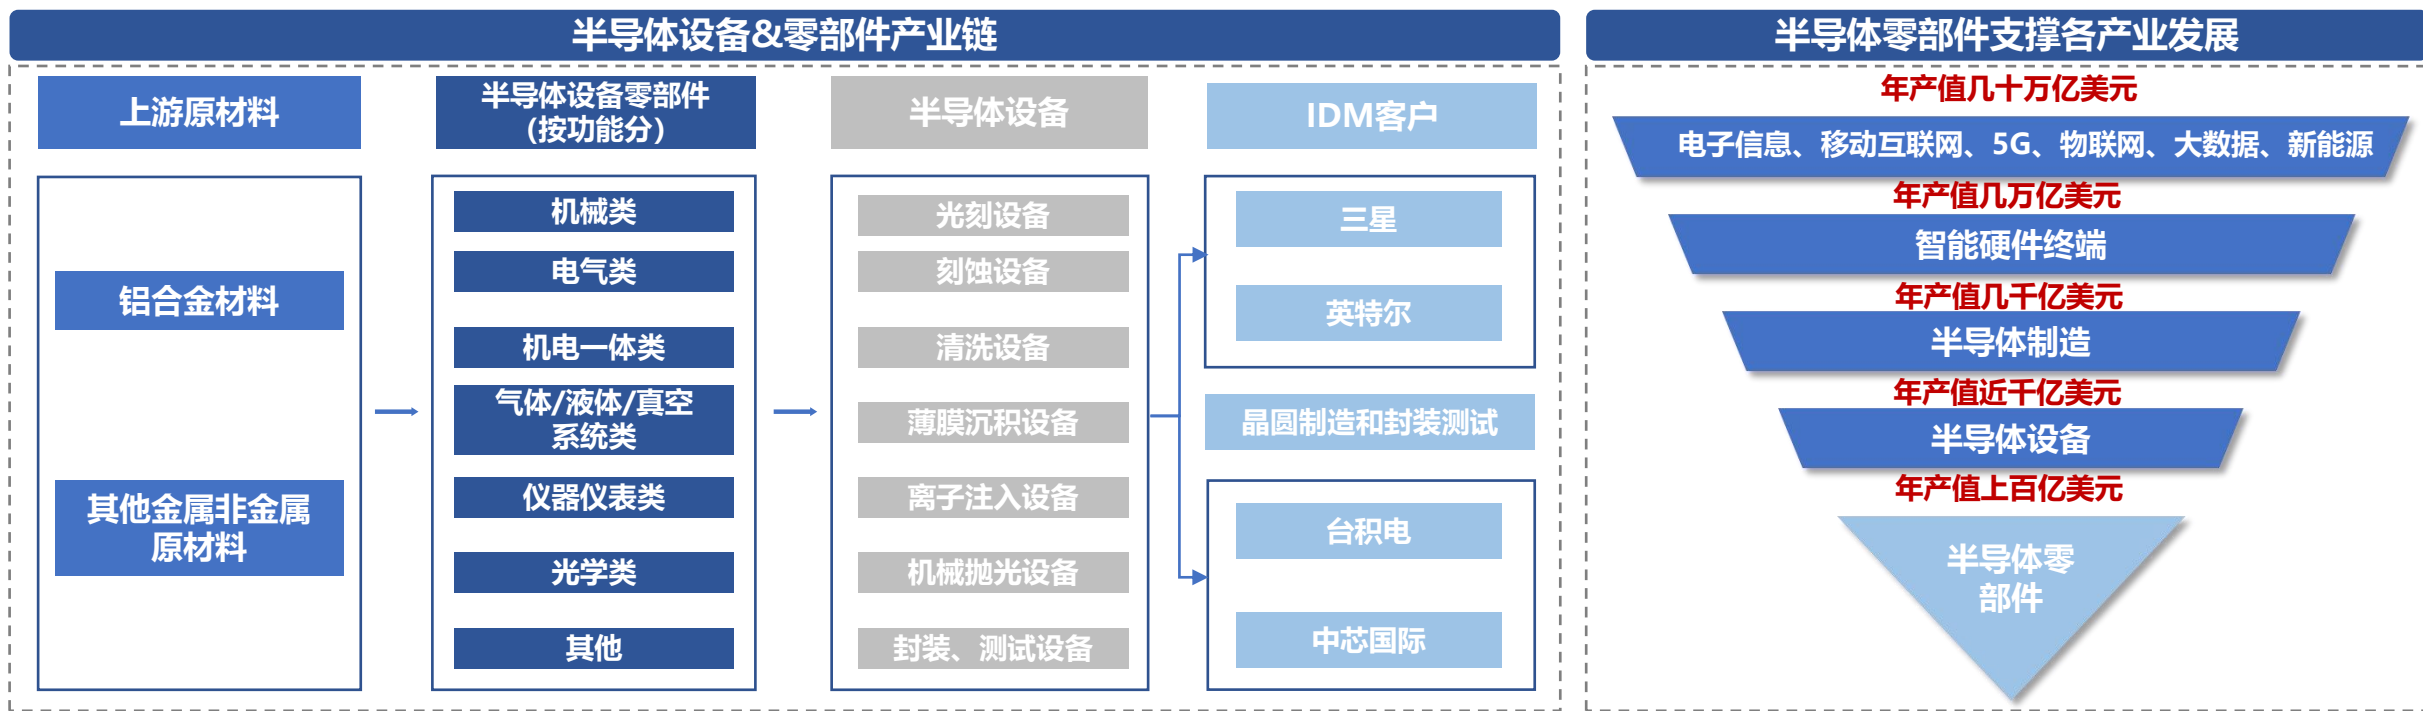 半导体设备&零部件产业链
上游原材料
铝合金材料
其他金属非金属
原材料
半导体设备零部件
（按功能分）
机械类
电气类
机电一体类
气体/液体/真空
系统类
仪器仪表类
光学类
其他
半导体设备
光刻设备
刻蚀设备
清洗设备
薄膜沉积设备
离子注入设备
机械抛光设备
封装、测试设备
IDM客户
三星
英特尔
晶圆制造和封装测试
台积电
中芯国际
半导体零部件支撑各产业发展
年产值几十万亿美元
电子信息、移动互联网、5G、物联网、大数据、新能源
年产值几万亿美元
智能硬件终端
年产值几千亿美元
半导体制造
年产值近千亿美元
半导体设备
年产值上百亿美元
半导体零
部件